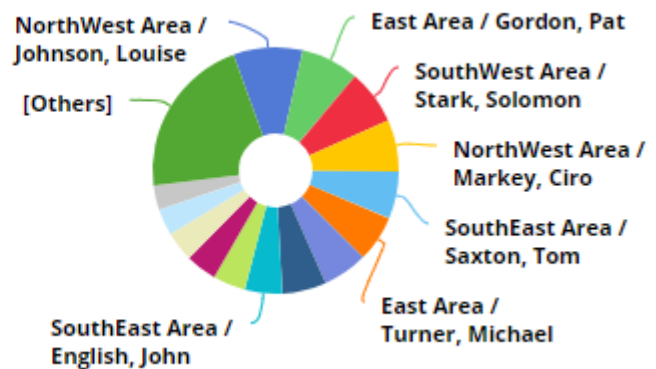 NorthWest Area /
Johnson, Louise
East Area / Gordon, Pat
SouthWest Area /
Stark, Solomon
[Others]
NorthWest Area /
Markey, Ciro
SouthEast Area /
Saxton, Tom
East Area /
Turner, Michael
SouthEast Area /
English, John